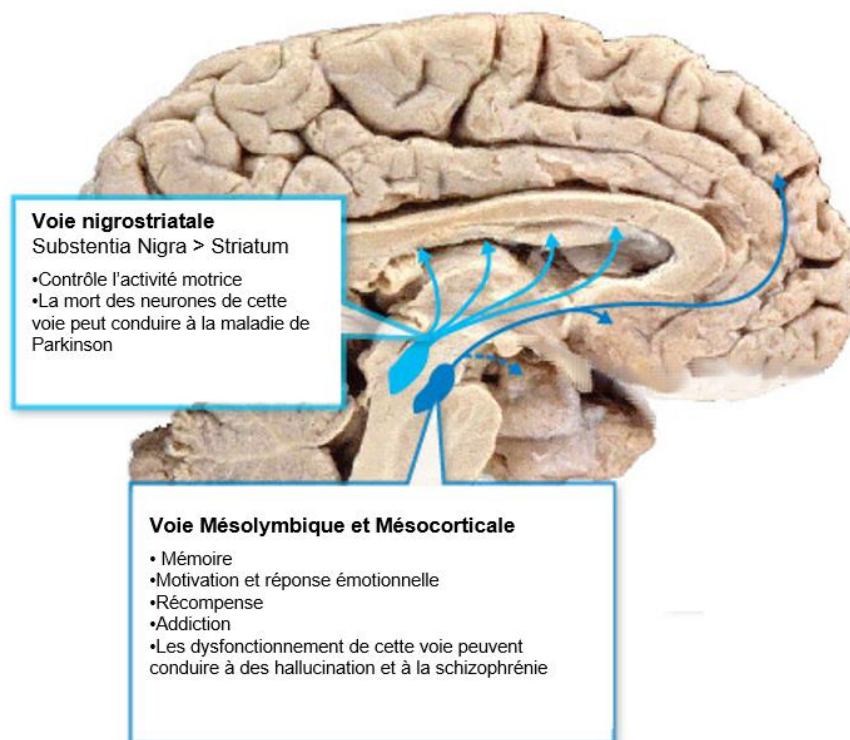 Voie nigrostriatale
Substentia Nigra > Striatum
•Contrôle l'activité motrice
•La mort des neurones de cette
voie peut conduire à la maladie de
Parkinson
Voie Mésolymbique et Mésocorticale
• Mémoire
•Motivation et réponse émotionnelle
•Récompense
•Addiction
•Les dysfonctionnement de cette voie peuvent
conduire à des hallucination et à la schizophrénie